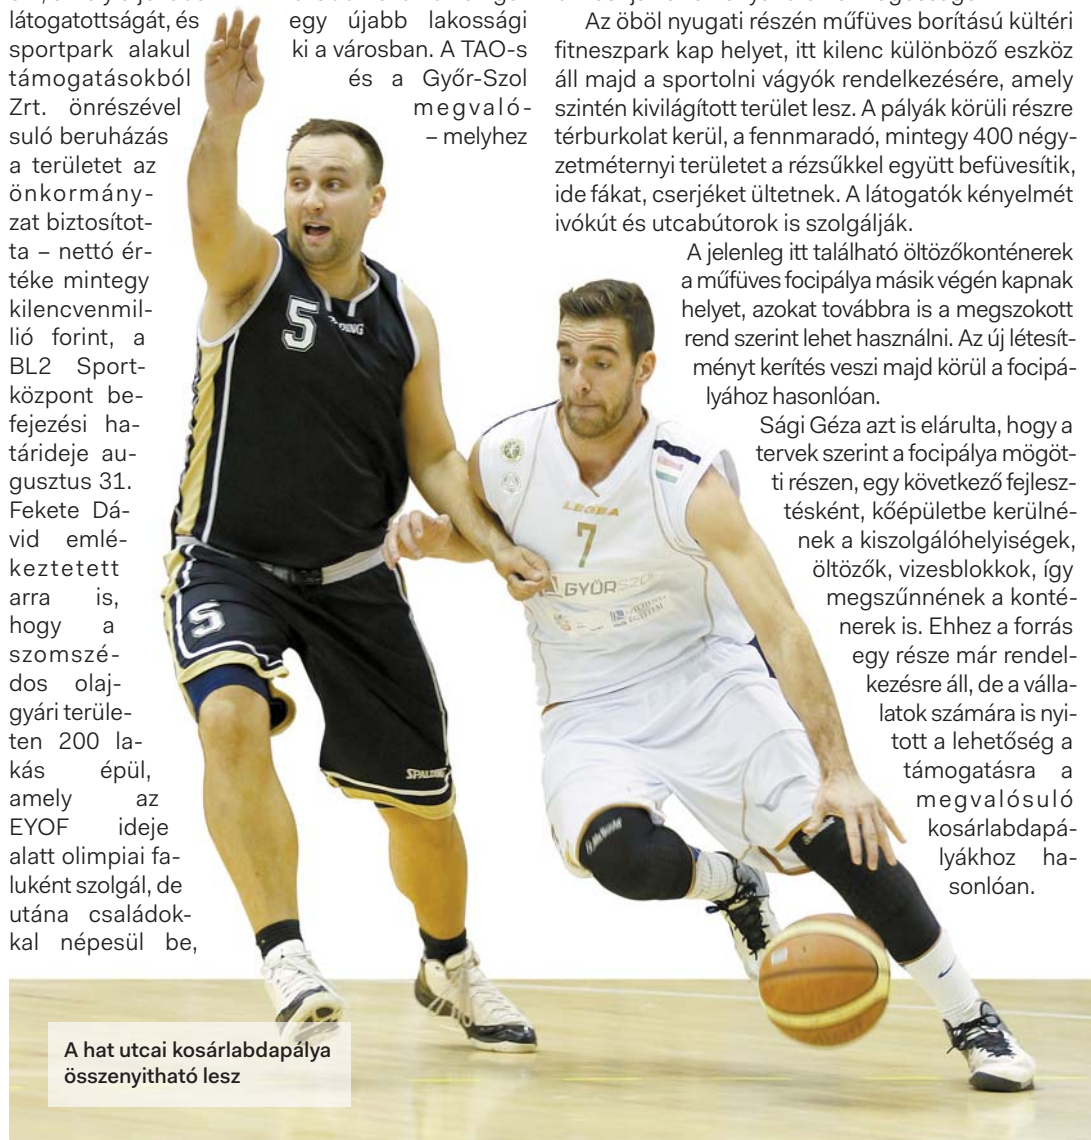 látogatottságát, és egy újabb lakossági
sportpark alakul ki a városban. A TAO-s
támogatásokból és a Győr-Szol
Zrt. önrészével megvaló-
suló beruházás – melyhez
a területet az
önkormány-
zat biztosított-
ta – nettó ér-
téke mintegy
kilencvenmil-
lió forint, a
BL2 Sport-
központ be-
fejezési ha-
tárideje au-
gusztus 31.
Fekete Dá-
vid emlé-
keztetett
arra is,
hogy a
szomszé-
dos olaj-
gyári terüle-
ten 200 la-
kás épül,
amely az
EYOF ideje
alatt olimpiai fa-
luként szolgál, de
utána családok-
kal népesül be,
Az öböl nyugati részén műfüves borítású kültéri
fitneszpark kap helyet, itt kilenc különböző eszköz
áll majd a sportolni vágyók rendelkezésére, amely
szintén kivilágított terület lesz. A pályák körüli részre
térburkolat kerül, a fennmaradó, mintegy 400 négy-
zetméternyi területet a rézsűkkel együtt befüvesítik,
ide fákat, cserjéket ültetnek. A látogatók kényelmét
ivókút és utcabútorok is szolgálják.
A jelenleg itt található öltözőkonténerek
a műfüves focipálya másik végén kapnak
helyet, azokat továbbra is a megszokott
rend szerint lehet használni. Az új létesít-
ményt kerítés veszi majd körül a focipá-
lyához hasonlóan.
Sági Géza azt is elárulta, hogy a
tervek szerint a focipálya mögöt-
ti részen, egy következő fejlesz-
tésként, kőépületbe kerülné-
nek a kiszolgálóhelyiségek,
öltözők, vizesblokkok, így
megszűnnének a konté-
nerek is. Ehhez a forrás
egy része már rendel-
kezésre áll, de a válla-
latok számára is nyi-
tott a lehetőség a
támogatásra a
megvalósuló
kosárlabdapá-
lyákhoz ha-
sonlóan.
5
5
SPALDING
LEGEA
7
GYŐRSZOL
A hat utcai kosárlabdapálya
összenyitható lesz